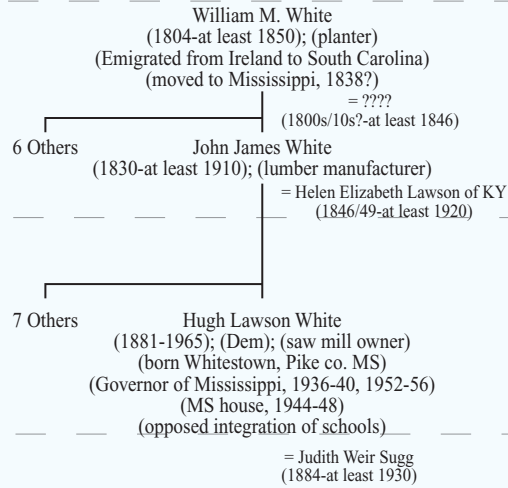 William M. White
(1804-at least 1850); (planter)
(Emigrated from Ireland to South Carolina)
(moved to Mississippi, 1838?)
= ????
(1800s/10s?-at least 1846)
6 Others
John James White
(1830-at least 1910); (lumber manufacturer)
= Helen Elizabeth Lawson of KY
(1846/49-at least 1920)
7 Others
Hugh Lawson White
(1881-1965); (Dem); (saw mill owner)
(born Whitestown, Pike co. MS)
(Governor of Mississippi, 1936-40, 1952-56)
(MS house, 1944-48)
(opposed integration of schools)
= Judith Weir Sugg
(1884-at least 1930)